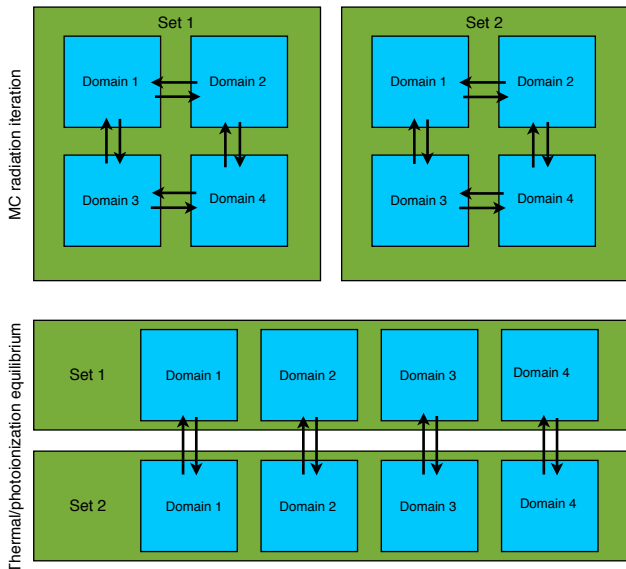 MC radiation iteration
Set 1
Domain 1
Domain 2
Domain 3
Domain 4
Set 2
Domain 1
Domain 2
Domain 3
Domain 4
Thermal/photoionization equilibrium
Set 1
Domain 1
Domain 2
Domain 3
Domain 4
Set 2
Domain 1
Domain 2
Domain 3
Domain 4